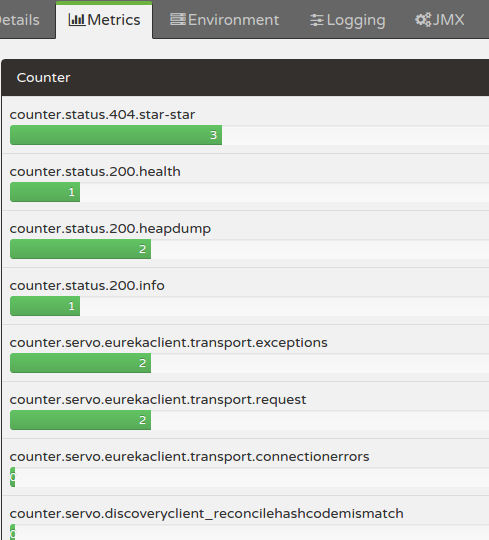 etails Metrics Environment Logging JMX
Counter
counter.status.404.star-star
3
counter.status.200.health
1
counter.status.200.heapdump
2
counter.status.200.info
1
counter.servo.eurekaclient.transport.exceptions
2
counter.servo.eurekaclient.transport.request
2
counter.servo.eurekaclient.transport.connectionerrors
0
counter.servo.discoveryclient_reconcilehashcodemismatch
0